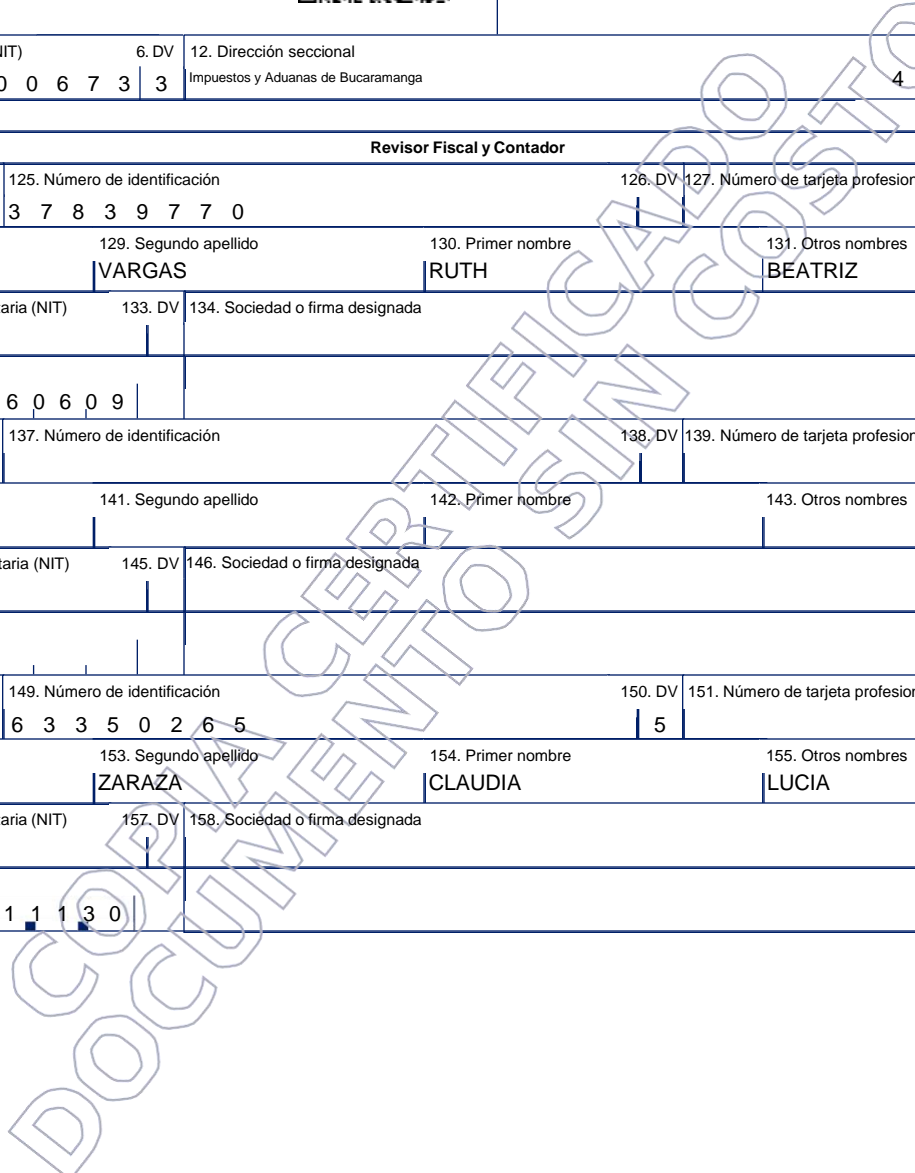 6. DV 12. Dirección seccional
0 0 6 7 3 3 Impuestos y Aduanas de Bucaramanga 4
Revisor Fiscal y Contador
125. Número de identificación 126. DV 127. Número de tarjeta
3 7 8 3 9 7 7 0
129. Segundo apellido 130. Primer nombre 131. Otros nombres
VARGAS RUTH BEATRIZ
(NIT) 133. DV 134. Sociedad o firma designada
6 0 6 0 9
137. Número de identificación 138. DV 139. Número de tarjeta
141. Segundo apellido 142. Primer nombre 143. Otros nombres
(NIT) 145. DV 146. Sociedad o firma designada
149. Número de identificación 150. DV 151. Número de tarjeta
6 3 3 5 0 2 6 5 5
153. Segundo apellido 154. Primer nombre 155. Otros nombres
ZARAZA CLAUDIA LUCIA
(NIT) 157. DV 158. Sociedad o firma designada
1 1 1 3 0
COPIA CERTIFICADO
DOCUMENTO SIN COSTO